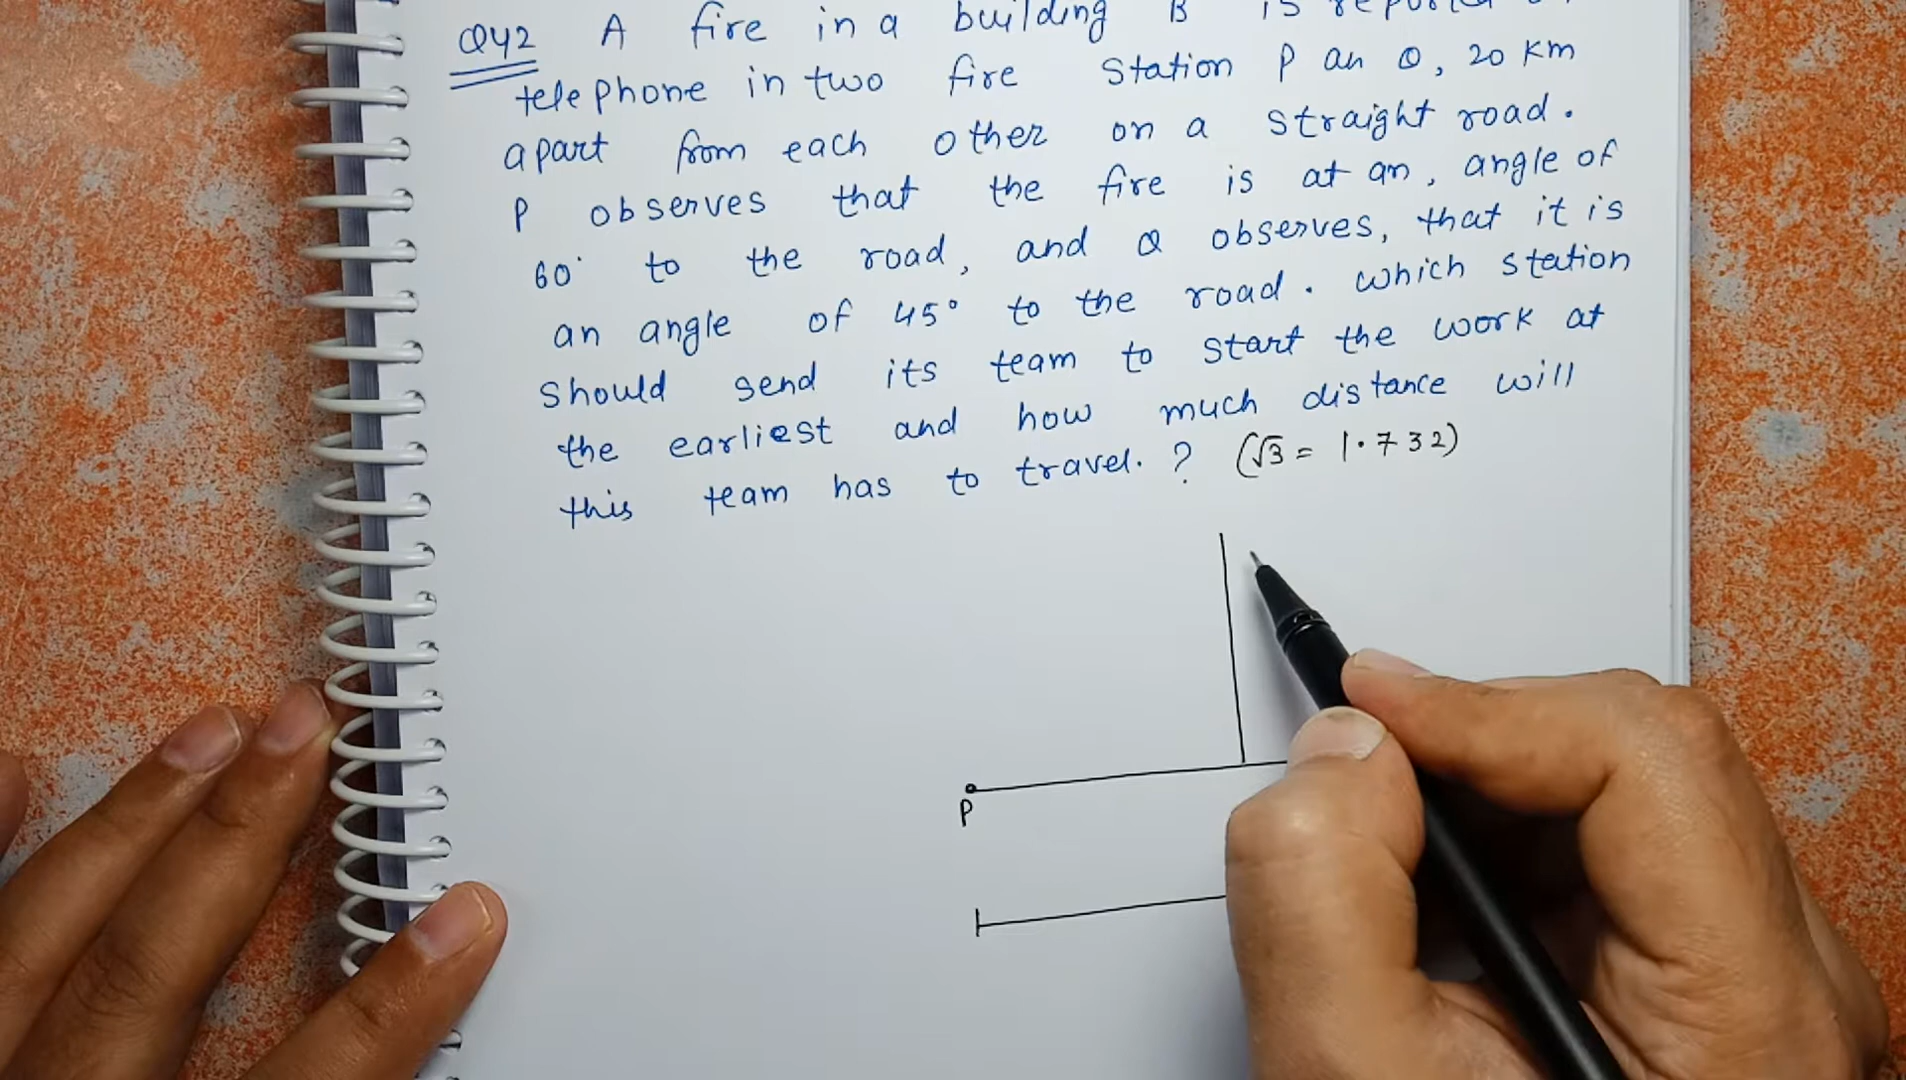 Q42 A fire in a building B is reported
telephone in two fire Station P an Q, 20 Km
apart from each other on a straight road.
P observes that the fire is at an, angle of
60° to the road, and Q observes, that it is
an angle of 45° to the road. which station
should send its team to start the work at
the earliest and how much distance will
this team has to travel. ? (√3 = 1.732)
P